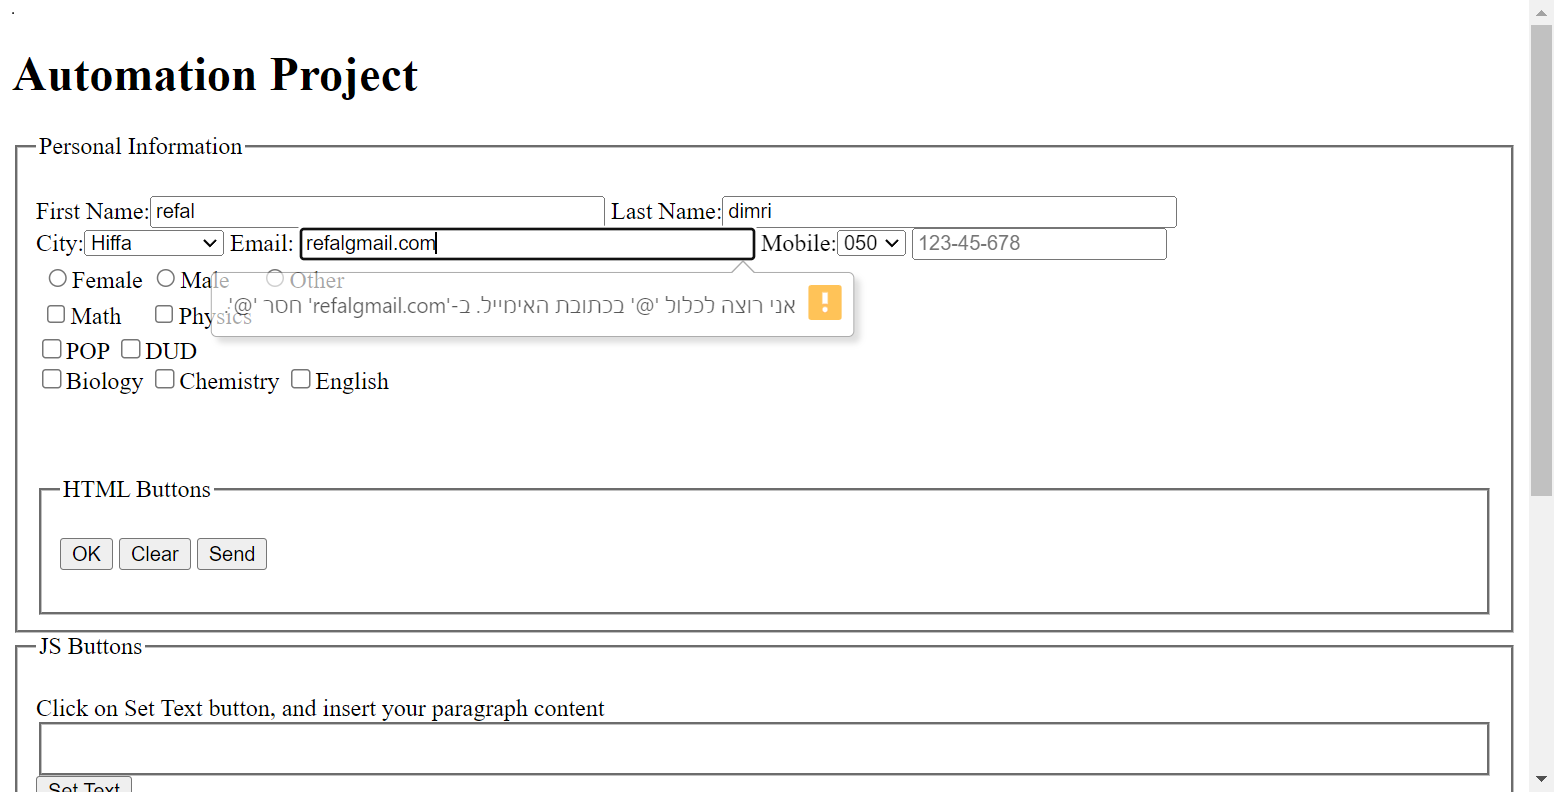 .
Automation Project
Personal Information
First Name: refal Last Name: dimri
City: Hiffa Email: refalgmail.com Mobile: 050 123-45-678
Female Male Other
אני רוצה לכלול '@' בכתובת האימייל. ב-'refalgmail.com' חסר '@'.
Math Physics
POP DUD
Biology Chemistry English
HTML Buttons
OK Clear Send
JS Buttons
Click on Set Text button, and insert your paragraph content
Set Text